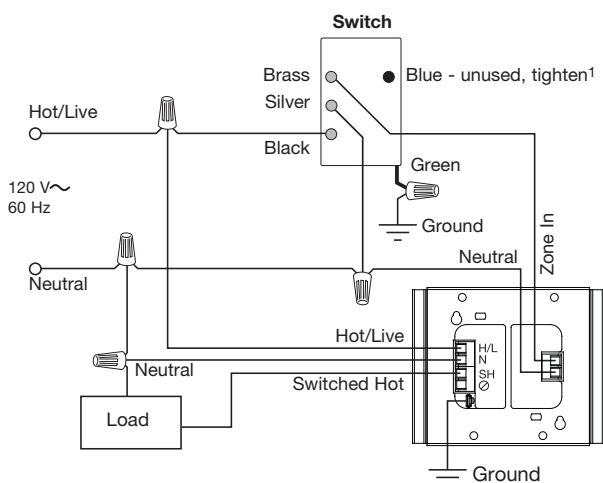 Switch
Brass
Blue - unused, tighten1
Silver
Hot/Live
Black
Green
120 V~
60 Hz
Ground
Neutral
Zone In
Neutral
Hot/Live
H/L
N
Neutral
SH
Switched Hot
Load
Ground